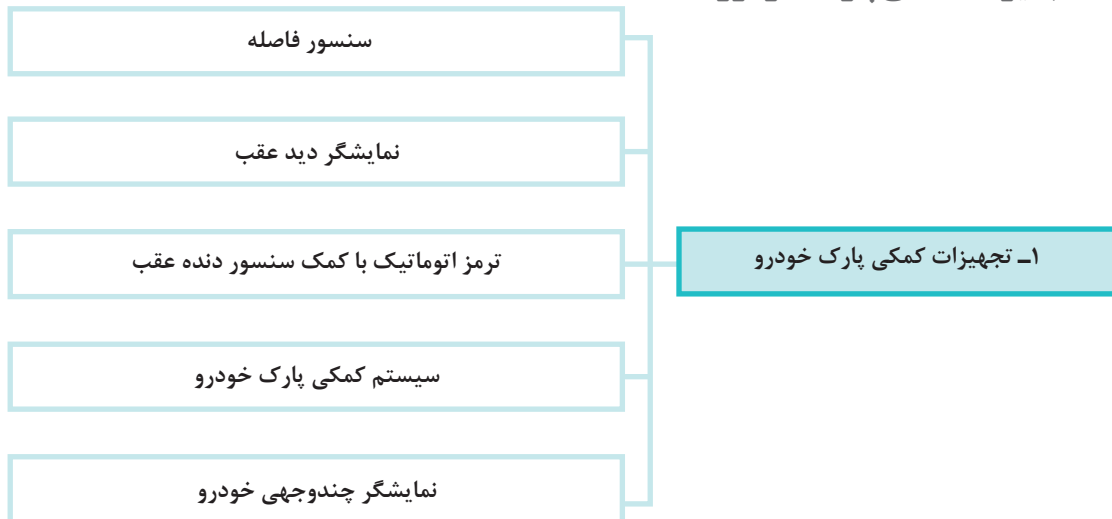 سنسور فاصله
نمایشگر دید عقب
ترمز اتوماتیک با کمک سنسور دنده عقب
۱ـ تجهیزات کمکی پارک خودرو
سیستم کمکی پارک خودرو
نمایشگر چندوجهی خودرو